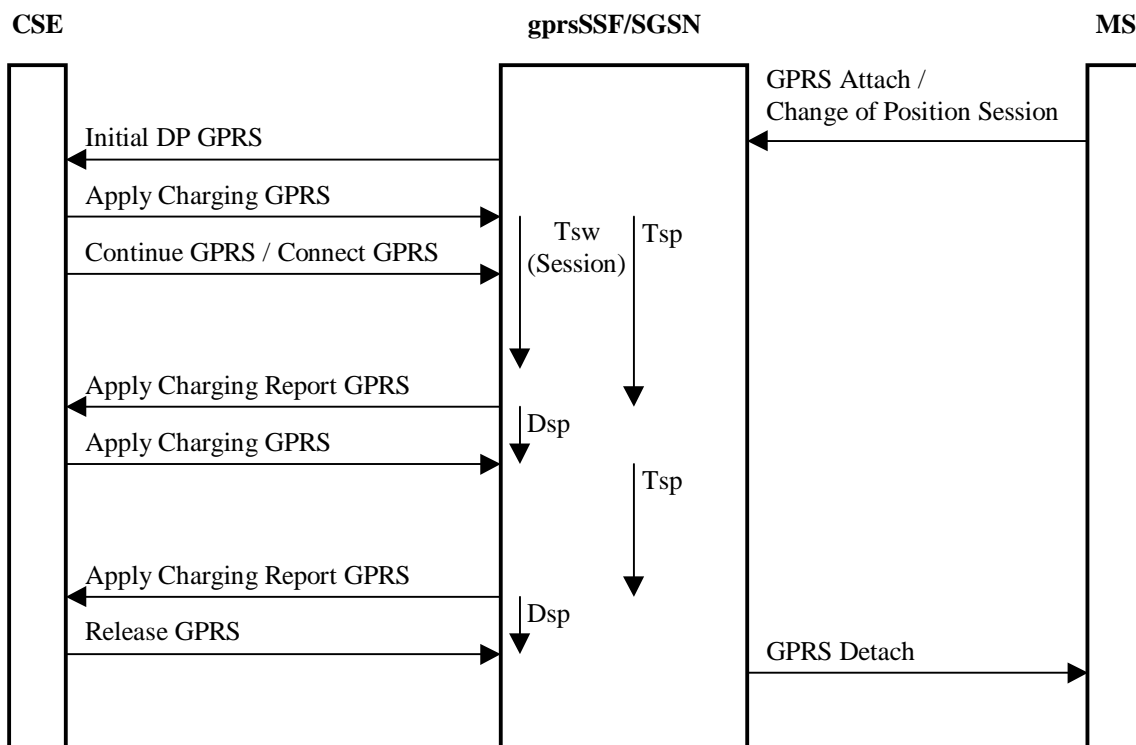 CSE
gprsSSF/SGSN
MS
GPRS Attach /
Change of Position Session
Initial DP GPRS
Apply Charging GPRS
Tsw
(Session)
Tsp
Continue GPRS / Connect GPRS
Apply Charging Report GPRS
Dsp
Apply Charging GPRS
Tsp
Apply Charging Report GPRS
Dsp
Release GPRS
GPRS Detach